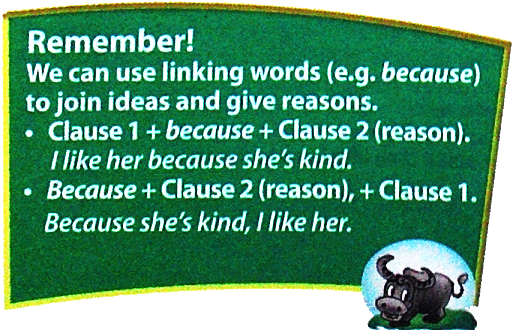 Remember!
We can use linking words (e.g. because)
to join ideas and give reasons.
• Clause 1 + because + Clause 2 (reason).
I like her because she's kind.
• Because + Clause 2 (reason), + Clause 1.
Because she's kind, I like her.